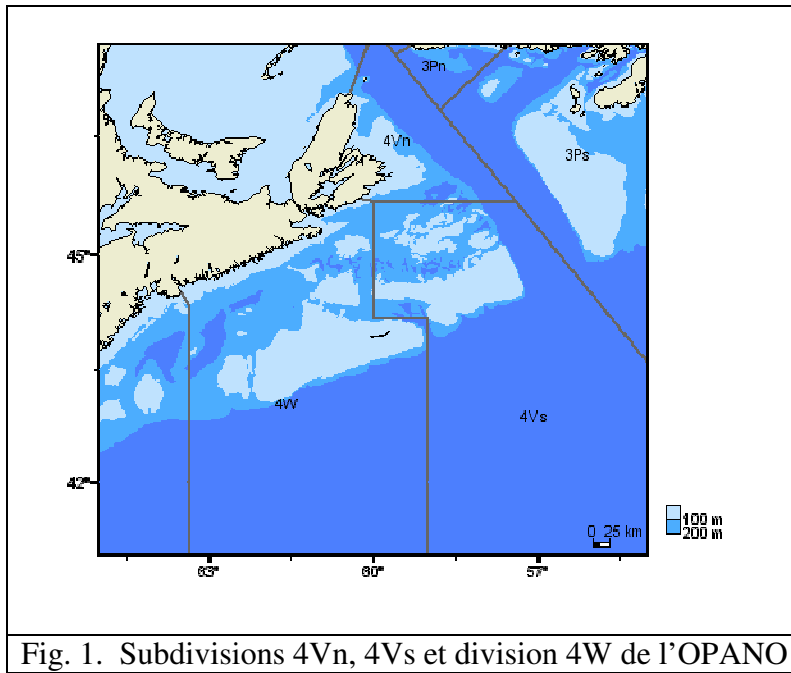 3Pn
4Vn
3Ps
45°
4W
4Vs
42°
0 25 km
100 m
200 m
63° 60° 57°
Fig. 1. Subdivisions 4Vn, 4Vs et division 4W de l'OPANO